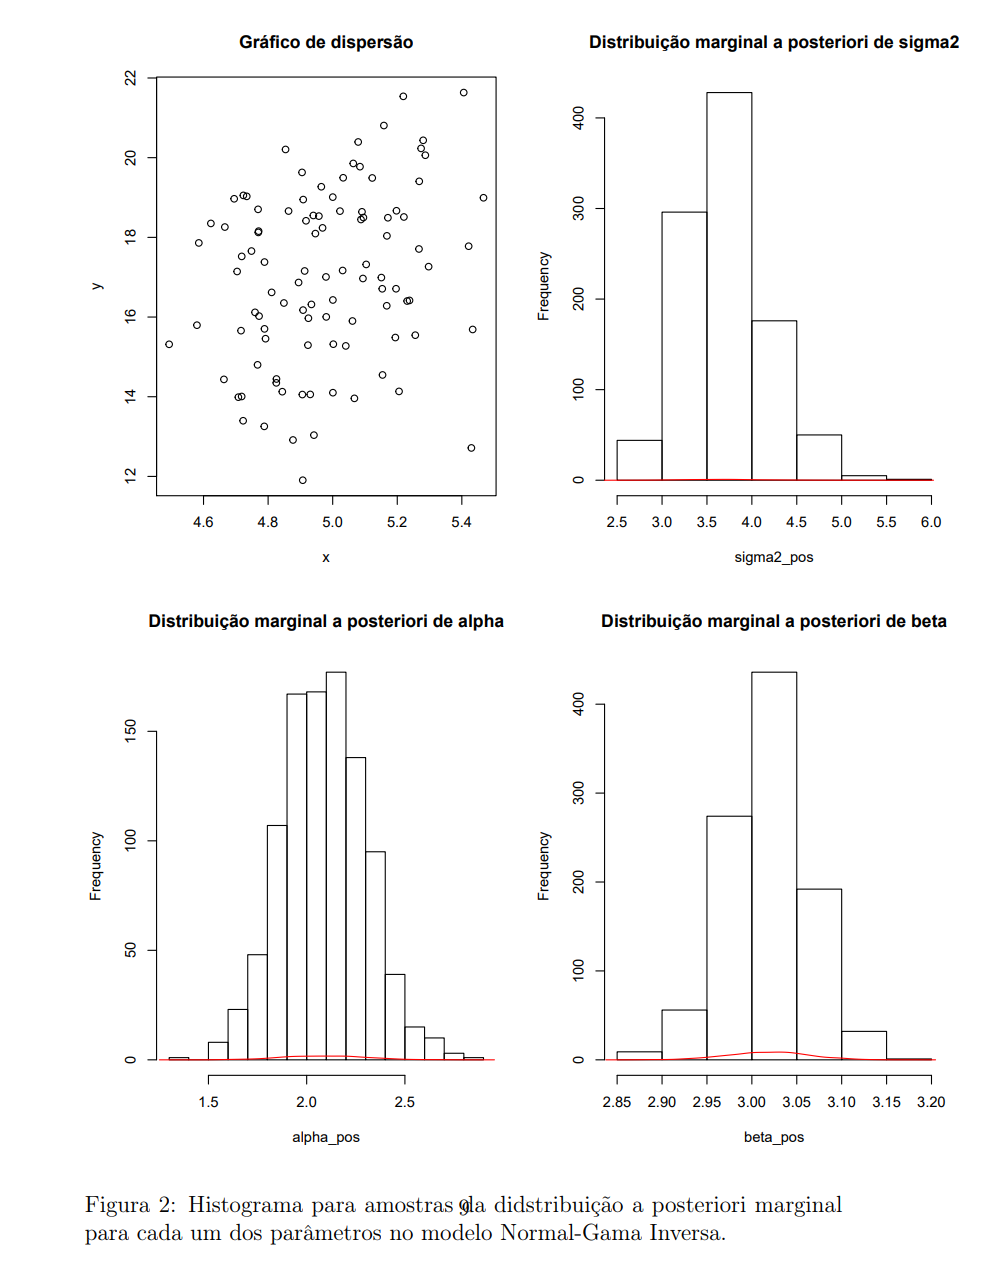 Gráfico de dispersão
22
20
18
16
14
12
y
4.6 4.8 5.0 5.2 5.4
x
Distribuição marginal a posteriori de sigma2
400
300
200
100
0
Frequency
2.5 3.0 3.5 4.0 4.5 5.0 5.5 6.0
sigma2_pos
Distribuição marginal a posteriori de alpha
150
100
50
0
Frequency
1.5 2.0 2.5
alpha_pos
Distribuição marginal a posteriori de beta
400
300
200
100
0
Frequency
2.85 2.90 2.95 3.00 3.05 3.10 3.15 3.20
beta_pos
Figura 2: Histograma para amostras da didstribuição a posteriori marginal
para cada um dos parâmetros no modelo Normal-Gama Inversa.
9